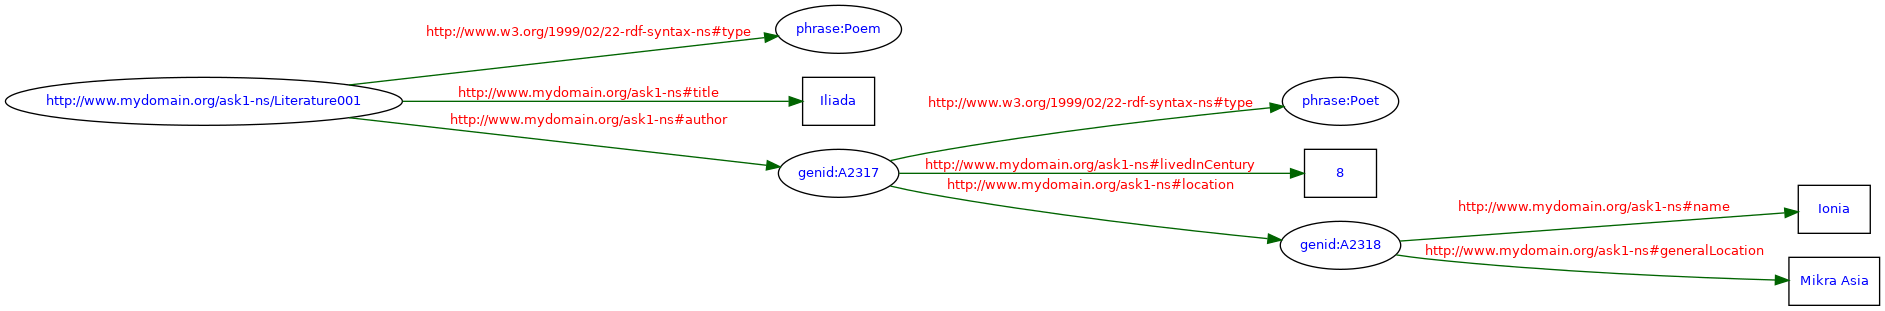 http://www.w3.org/1999/02/22-rdf-syntax-ns#type
phrase:Poem
http://www.mydomain.org/ask1-ns/Literature001
http://www.mydomain.org/ask1-ns#title
Iliada
http://www.mydomain.org/ask1-ns#author
genid:A2317
http://www.w3.org/1999/02/22-rdf-syntax-ns#type
phrase:Poet
http://www.mydomain.org/ask1-ns#livedInCentury
8
http://www.mydomain.org/ask1-ns#location
genid:A2318
http://www.mydomain.org/ask1-ns#name
Ionia
http://www.mydomain.org/ask1-ns#generalLocation
Mikra Asia